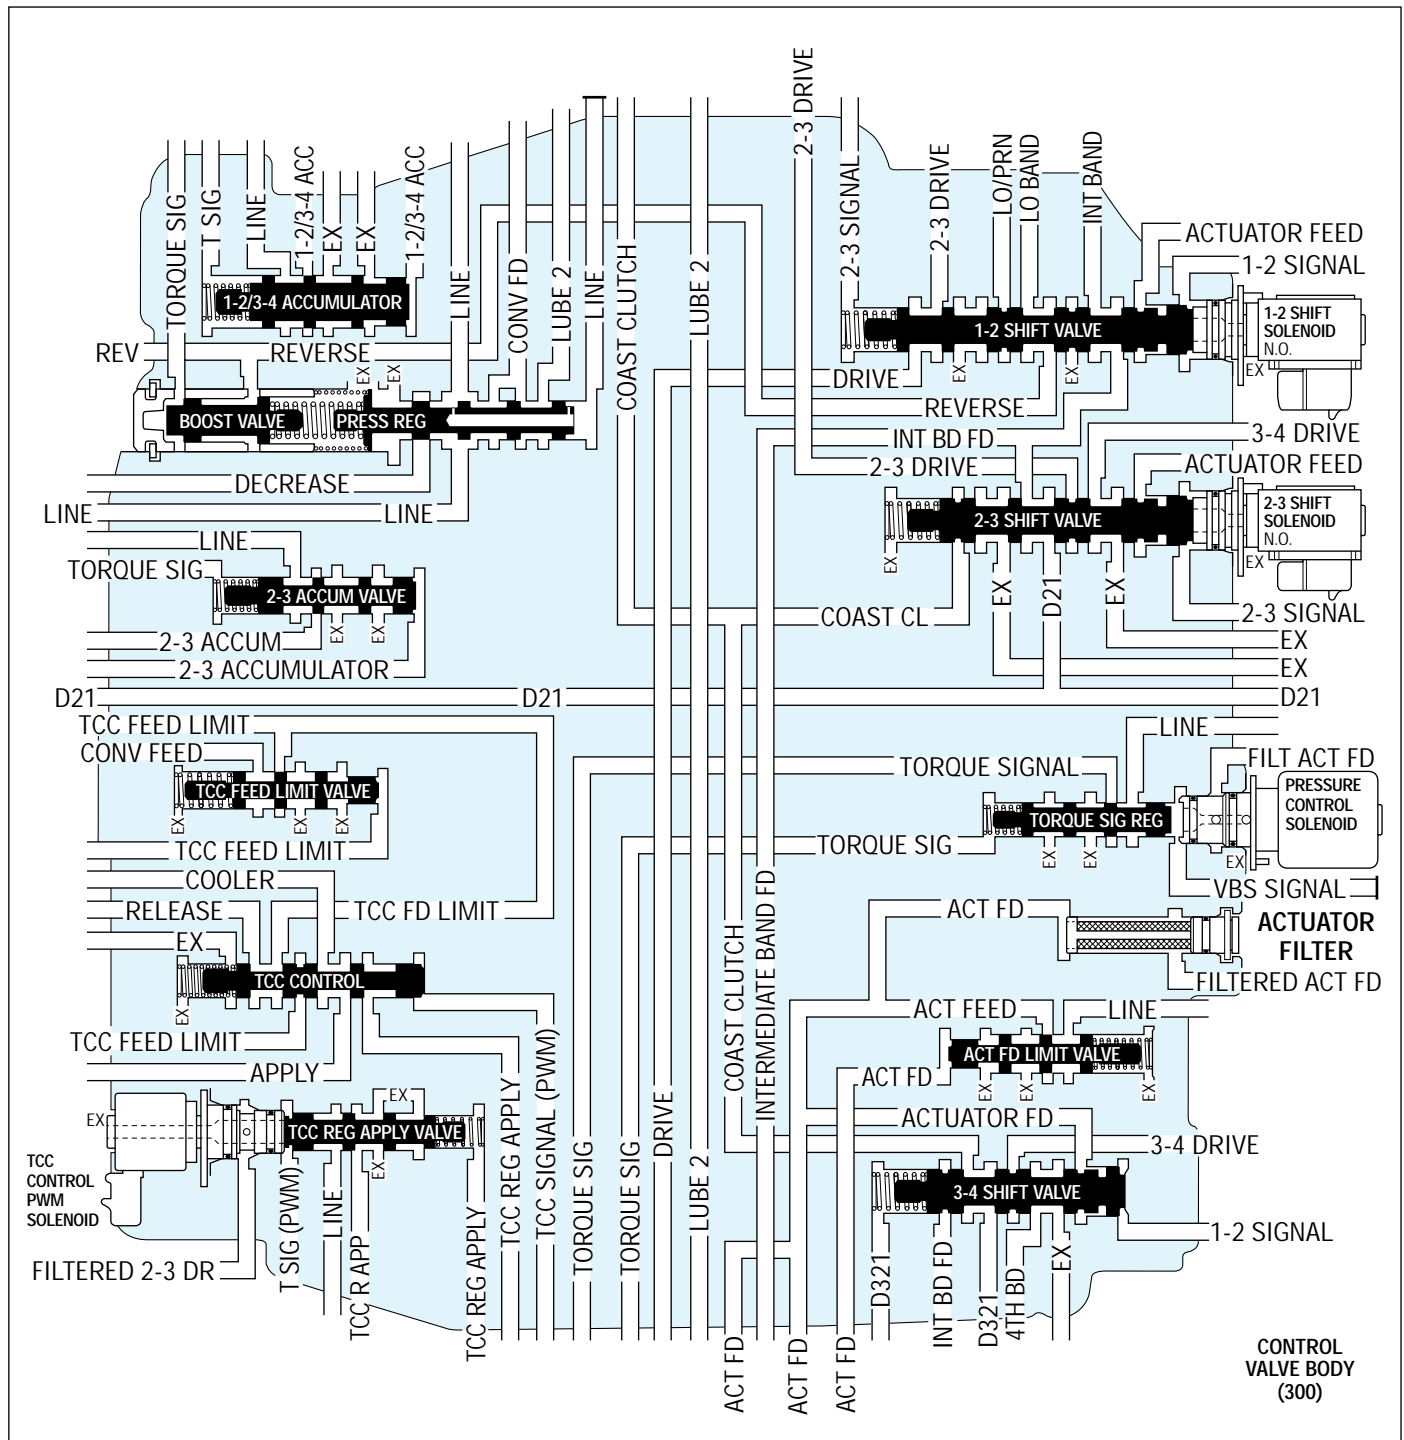 2-3 DRIVE
TORQUE SIG
T SIG
LINE
1-2/3-4 ACC
EX
EX
1-2/3-4 ACC
LINE
CONV FD
LUBE 2
LINE
COAST CLUTCH
LUBE 2
2-3 SIGNAL
2-3 DRIVE
LO/PRN
LO BAND
INT BAND
ACTUATOR FEED
1-2 SIGNAL
1-2/3-4 ACCUMULATOR
1-2 SHIFT VALVE
1-2 SHIFT
SOLENOID
N.O.
EX
REV
REVERSE
EX
EX
DRIVE
EX
EX
REVERSE
BOOST VALVE
PRESS REG
INT BD FD
3-4 DRIVE
2-3 DRIVE
ACTUATOR FEED
DECREASE
LINE
LINE
2-3 SHIFT VALVE
2-3 SHIFT
SOLENOID
N.O.
EX
EX
LINE
TORQUE SIG
2-3 ACCUM VALVE
EX
D21
EX
COAST CL
2-3 SIGNAL
EX
EX
2-3 ACCUM
EX
2-3 ACCUMULATOR
EX
D21
D21
D21
TCC FEED LIMIT
LINE
CONV FEED
TORQUE SIGNAL
FILT ACT FD
TCC FEED LIMIT VALVE
PRESSURE
CONTROL
SOLENOID
EX
EX
EX
TORQUE SIG REG
TCC FEED LIMIT
TORQUE SIG
EX
EX
EX
COOLER
VBS SIGNAL
RELEASE
TCC FD LIMIT
ACT FD
ACTUATOR
FILTER
EX
TCC CONTROL
EX
FILTERED ACT FD
COAST CLUTCH
INTERMEDIATE BAND FD
ACT FEED
LINE
TCC FEED LIMIT
ACT FD LIMIT VALVE
APPLY
ACT FD
EX
EX
EX
EX
EX
TCC REG APPLY VALVE
EX
ACTUATOR FD
3-4 DRIVE
TCC
CONTROL
PWM
SOLENOID
3-4 SHIFT VALVE
FILTERED 2-3 DR
T SIG (PWM)
LINE
TCC R APP
TCC REG APPLY
TCC REG APPLY
TCC SIGNAL (PWM)
TORQUE SIG
TORQUE SIG
DRIVE
LUBE 2
1-2 SIGNAL
D321
INT BD FD
D321
4TH BD
EX
ACT FD
ACT FD
ACT FD
CONTROL
VALVE BODY
(300)